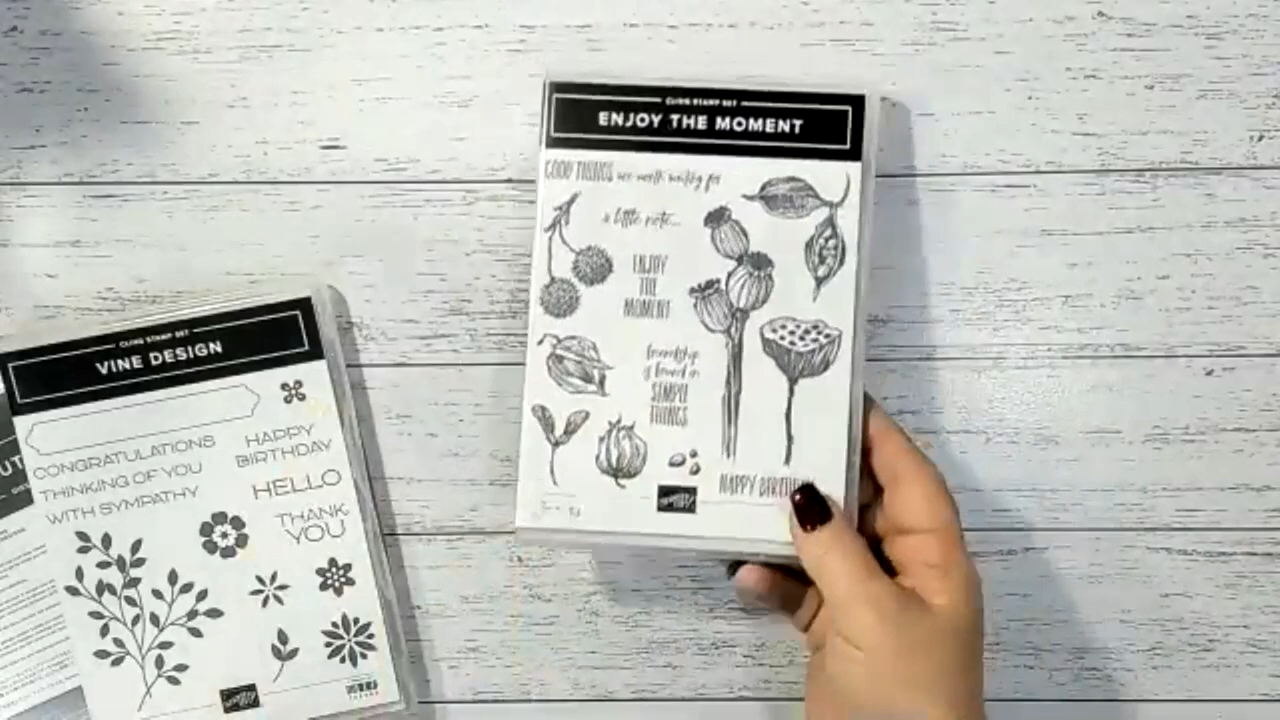 CLING STAMP SET
ENJOY THE MOMENT
GOOD THINGS are worth waiting for
a little note...
ENJOY
THE
MOMENT
friendship
is found in
SIMPLE
THINGS
HAPPY
CLING STAMP SET
VINE DESIGN
CONGRATULATIONS
THINKING OF YOU
WITH SYMPATHY
HAPPY
BIRTHDAY
HELLO
THANK
YOU
UT